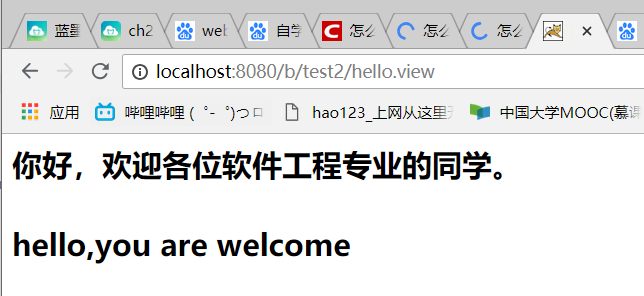 蓝墨
ch2
web
自学
怎么
怎么
怎么
localhost:8080/b/test2/hello.view
应用
哔哩哔哩 ( ゜- ゜)つロ
hao123_上网从这里
中国大学MOOC(慕课
你好，欢迎各位软件工程专业的同学。
hello,you are welcome